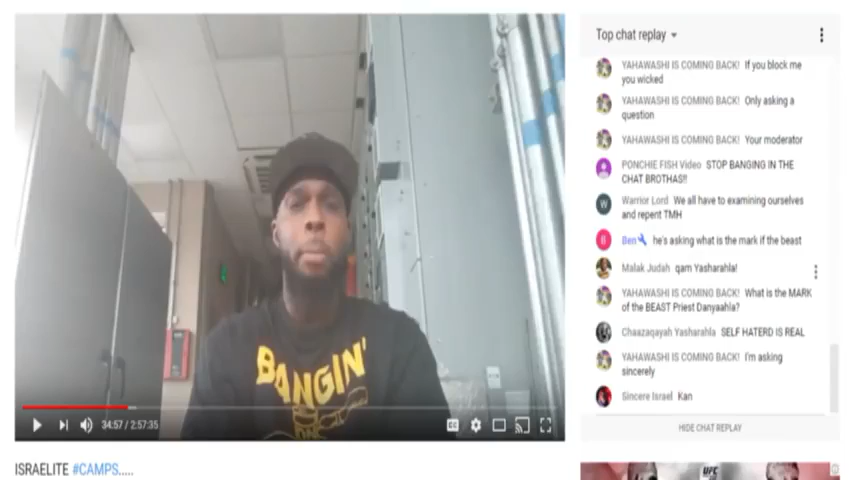 Top chat replay
YAHAWASHI IS COMING BACK! If you block me
you wicked
YAHAWASHI IS COMING BACK! Only asking a
question
YAHAWASHI IS COMING BACK! Your moderator
PONCHIE FISH Video STOP BANGING IN THE
CHAT BROTHAS!!
Warrior Lord We all have to examining ourselves
W
and repent TMH
B
Ben he's asking what is the mark if the beast
Malak Judah qam Yasharahla!
YAHAWASHI IS COMING BACK! What is the MARK
of the BEAST Priest Danyaahla?
Chaazaqayah Yasharahla SELF HATERD IS REAL
YAHAWASHI IS COMING BACK! I'm asking
sincerely
Sincere Israel Kan
HIDE CHAT REPLAY
BANGIN'
34:57 / 2:57:35
ISRAELITE #CAMPS.....
UFC